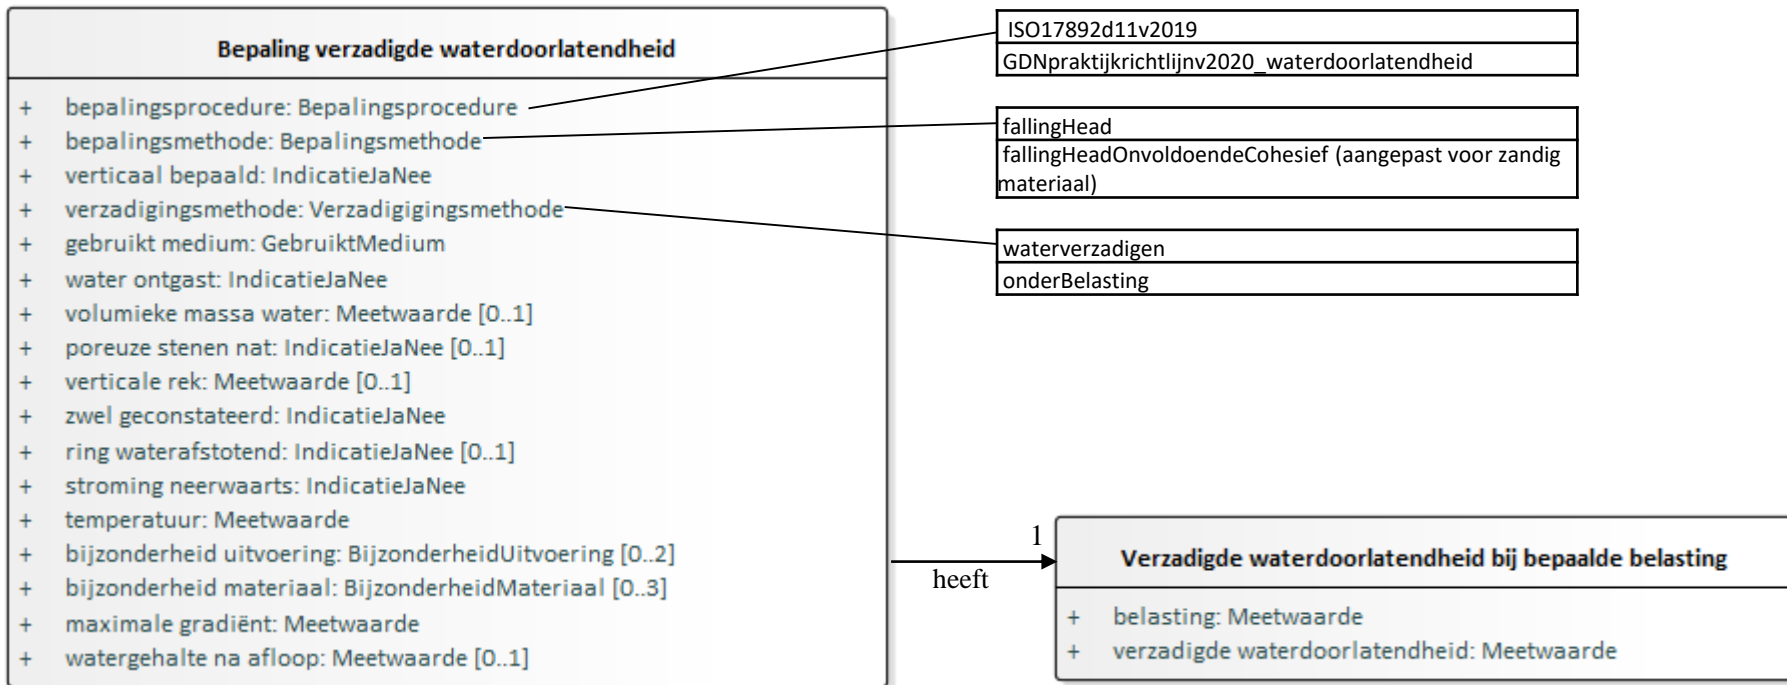 Bepaling verzadigde waterdoorlatendheid
+ bepalingsprocedure: Bepalingsprocedure
+ bepalingsmethode: Bepalingsmethode
+ verticaal bepaald: IndicatieJaNee
+ verzadigingsmethode: Verzadigigingsmethode
+ gebruikt medium: GebruiktMedium
+ water ontgast: IndicatieJaNee
+ volumieke massa water: Meetwaarde [0..1]
+ poreuze stenen nat: IndicatieJaNee [0..1]
+ verticale rek: Meetwaarde [0..1]
+ zwel geconstateerd: IndicatieJaNee
+ ring waterafstotend: IndicatieJaNee [0..1]
+ stroming neerwaarts: IndicatieJaNee
+ temperatuur: Meetwaarde
+ bijzonderheid uitvoering: BijzonderheidUitvoering [0..2]
+ bijzonderheid materiaal: BijzonderheidMateriaal [0..3]
+ maximale gradiënt: Meetwaarde
+ watergehalte na afloop: Meetwaarde [0..1]
ISO17892d11v2019
GDNpraktijkrichtlijnv2020_waterdoorlatendheid
fallingHead
fallingHeadOnvoldoendeCohesief (aangepast voor zandig
materiaal)
waterverzadigen
onderBelasting
1
heeft
Verzadigde waterdoorlatendheid bij bepaalde belasting
+ belasting: Meetwaarde
+ verzadigde waterdoorlatendheid: Meetwaarde